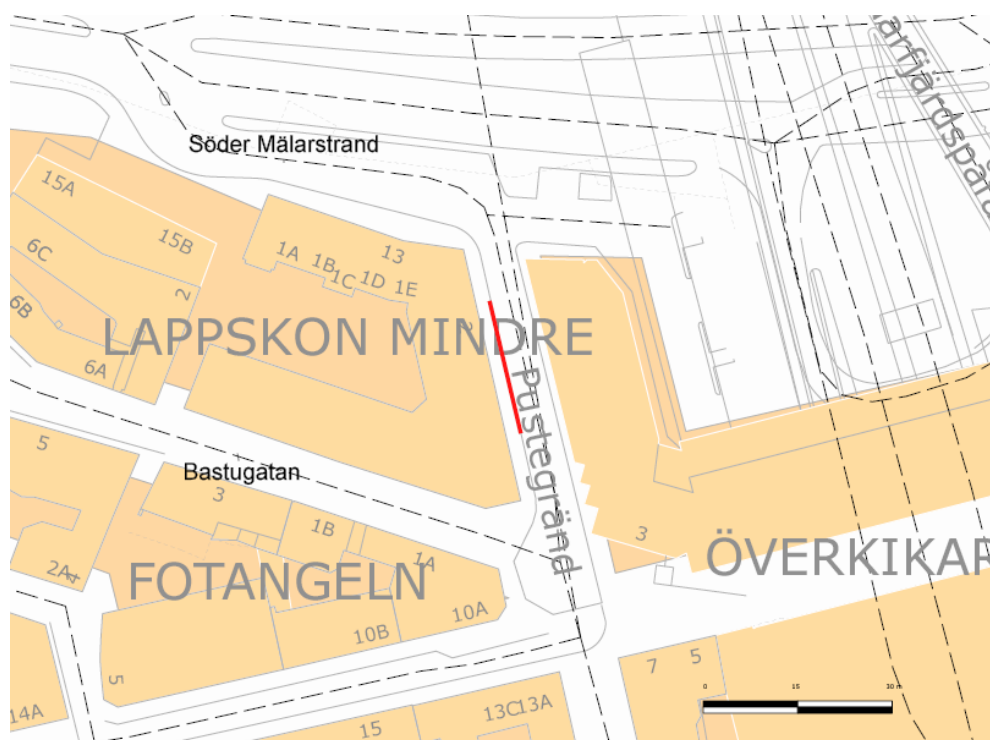 Söder Mälarstrand
15A
15B
6C
6B
6A
2
1A
1B
1C
1D
1E
13
LAPPSKON MINDRE
Pustegränd
Bastugatan
5
3
1B
1A
2A
4
FOTANGELN
10B
10A
5
3
ÖVERKIKAR
7
5
14A
15
13C
13A
0
15
30 m